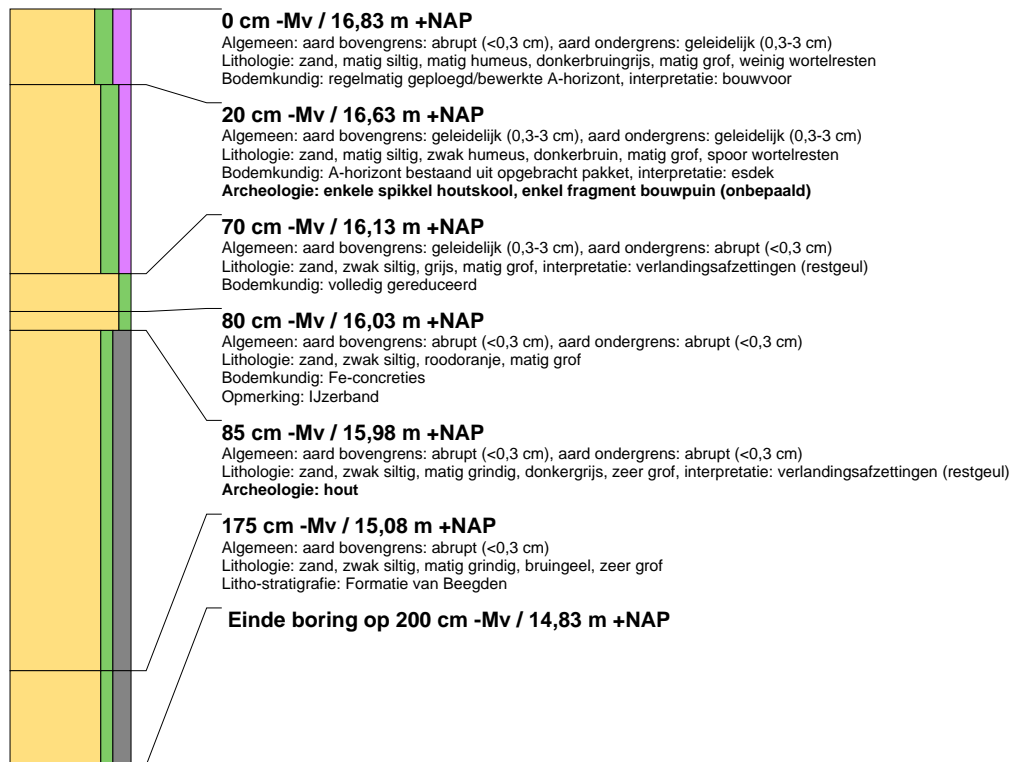 0 cm -Mv / 16,83 m +NAP
Algemeen: aard bovengrens: abrupt (<0,3 cm), aard ondergrens: geleidelijk (0,3-3 cm)
Lithologie: zand, matig siltig, matig humeus, donkerbruingrijs, matig grof, weinig wortelresten
Bodemkundig: regelmatig geploegd/bewerkte A-horizont, interpretatie: bouwvoor
20 cm -Mv / 16,63 m +NAP
Algemeen: aard bovengrens: geleidelijk (0,3-3 cm), aard ondergrens: geleidelijk (0,3-3 cm)
Lithologie: zand, matig siltig, zwak humeus, donkerbruin, matig grof, spoor wortelresten
Bodemkundig: A-horizont bestaand uit opgebracht pakket, interpretatie: esdek
Archeologie: enkele spikkel houtskool, enkel fragment bouwpuin (onbepaald)
70 cm -Mv / 16,13 m +NAP
Algemeen: aard bovengrens: geleidelijk (0,3-3 cm), aard ondergrens: abrupt (<0,3 cm)
Lithologie: zand, zwak siltig, grijs, matig grof, interpretatie: verlandingsafzettingen (restgeul)
Bodemkundig: volledig gereduceerd
80 cm -Mv / 16,03 m +NAP
Algemeen: aard bovengrens: abrupt (<0,3 cm), aard ondergrens: abrupt (<0,3 cm)
Lithologie: zand, zwak siltig, roodoranje, matig grof
Bodemkundig: Fe-concreties
Opmerking: IJzerband
85 cm -Mv / 15,98 m +NAP
Algemeen: aard bovengrens: abrupt (<0,3 cm), aard ondergrens: abrupt (<0,3 cm)
Lithologie: zand, zwak siltig, matig grindig, donkergrijs, zeer grof, interpretatie: verlandingsafzettingen (restgeul)
Archeologie: hout
175 cm -Mv / 15,08 m +NAP
Algemeen: aard bovengrens: abrupt (<0,3 cm)
Lithologie: zand, zwak siltig, matig grindig, bruingeel, zeer grof
Litho-stratigrafie: Formatie van Beegden
Einde boring op 200 cm -Mv / 14,83 m +NAP